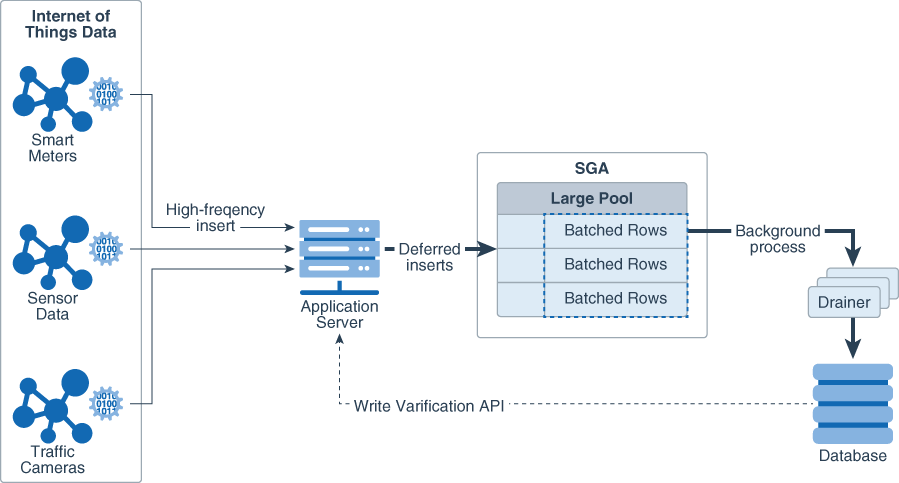 Internet of
Things Data
0010
0100
1011
Smart
Meters
High-freqency
insert
0010
0100
1011
Sensor
Data
Application
Server
Deferred
inserts
SGA
Large Pool
Batched Rows
Batched Rows
Batched Rows
Background
process
Drainer
Database
Write Varification API
0010
0100
1011
Traffic
Cameras